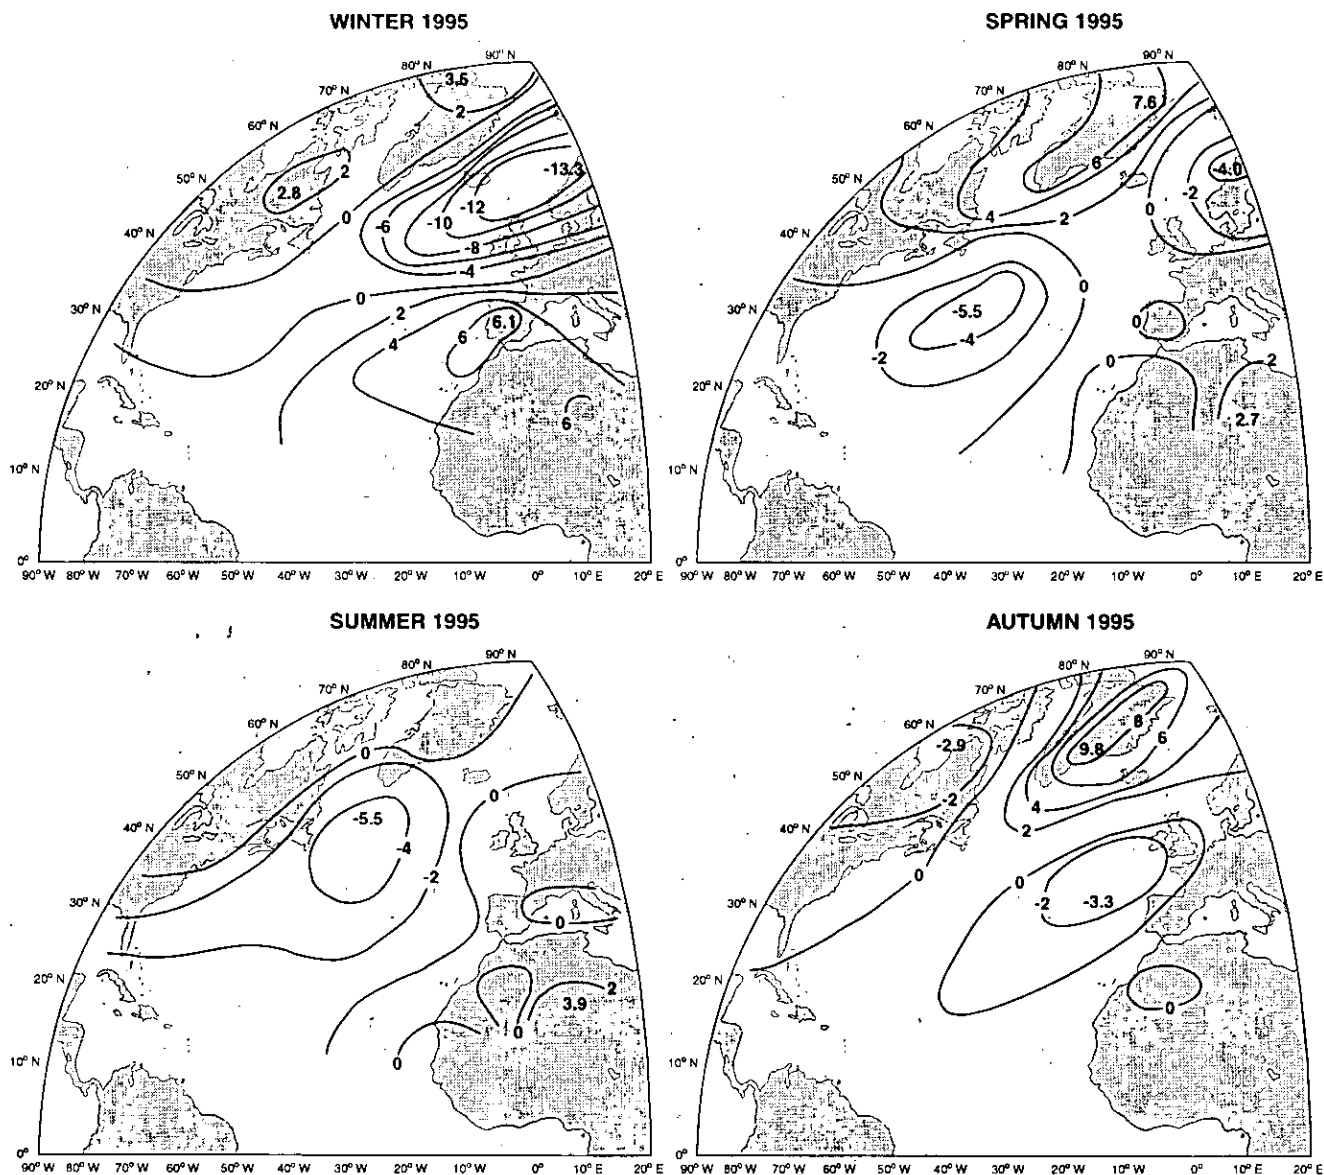 WINTER 1995
90° N
80° N
3.5
70° N
2
60° N
50° N
2
2.8
-13.3
-12
0
-6
-10
40° N
-8
-4
30° N
0
2
6.1
6
4
20° N
6
10° N
0°
90° W 80° W 70° W 60° W 50° W 40° W 30° W 20° W 10° W 0° 10° E 20° E
SPRING 1995
90° N
80° N
7.6
70° N
60° N
6
-4.0
50° N
-2
4
2
0
40° N
0
30° N
-5.5
0
-4
-2
0
2
20° N
2.7
10° N
0°
90° W 80° W 70° W 60° W 50° W 40° W 30° W 20° W 10° W 0° 10° E 20° E
SUMMER 1995
90° N
80° N
70° N
60° N
0
50° N
0
-5.5
40° N
-4
-2
30° N
0
20° N
2
3.9
0
10° N
0
0°
90° W 80° W 70° W 60° W 50° W 40° W 30° W 20° W 10° W 0° 10° E 20° E
AUTUMN 1995
90° N
80° N
70° N
8
60° N
-2.9
9.8
6
50° N
-2
4
2
40° N
0
0
-2
-3.3
30° N
20° N
0
10° N
0°
90° W 80° W 70° W 60° W 50° W 40° W 30° W 20° W 10° W 0° 10° E 20° E